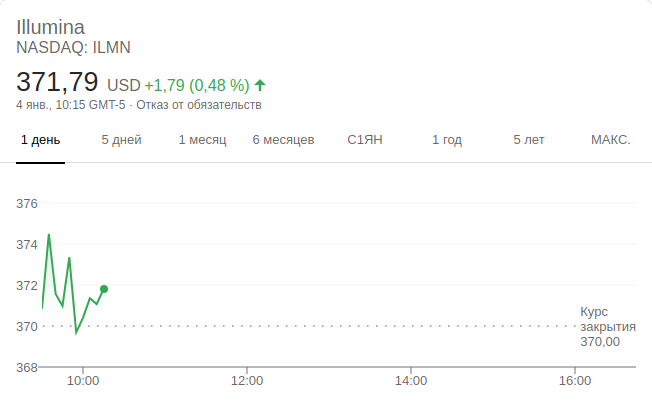 Illumina
NASDAQ: ILMN
371,79 USD +1,79 (0,48 %)
4 янв., 10:15 GMT-5 · Отказ от обязательств
1 день 5 дней 1 месяц 6 месяцев С1ЯН 1 год 5 лет МАКС.
376
374
372
370
368
Курс
закрытия
370,00
10:00 12:00 14:00 16:00